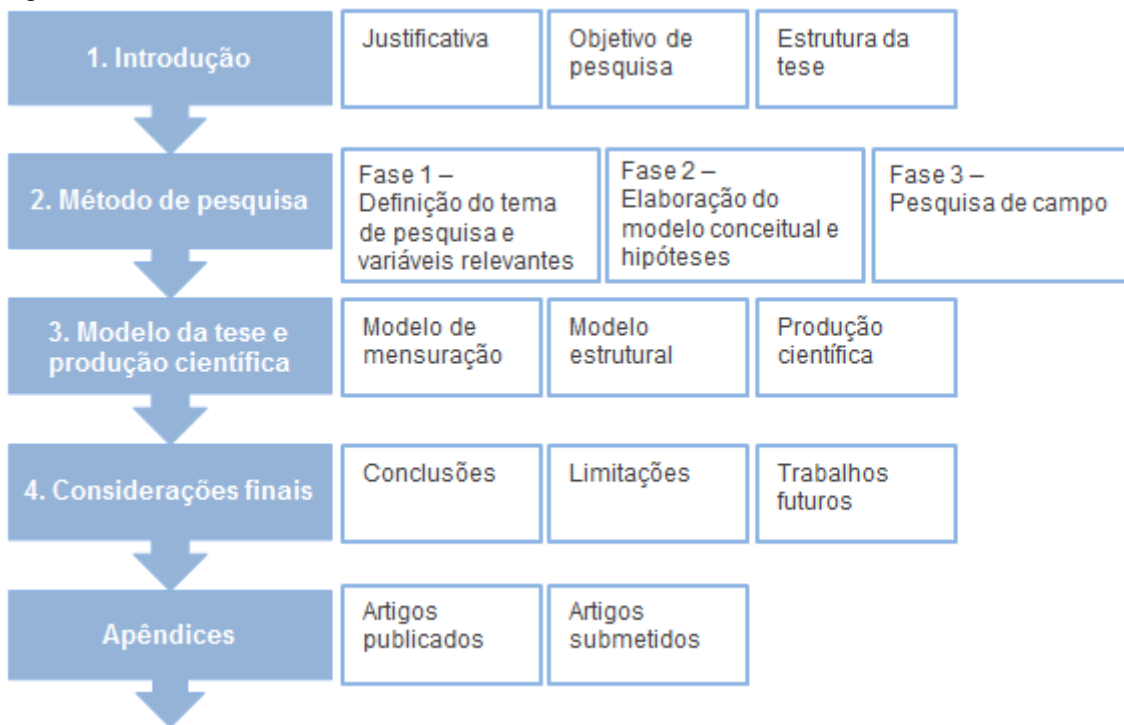 1. Introdução
Justificativa
Objetivo de
pesquisa
Estrutura da
tese
2. Método de pesquisa
Fase 1 –
Definição do tema
de pesquisa e
variáveis relevantes
Fase 2 –
Elaboração do
modelo conceitual e
hipóteses
Fase 3 –
Pesquisa de campo
3. Modelo da tese e
produção científica
Modelo de
mensuração
Modelo
estrutural
Produção
científica
4. Considerações finais
Conclusões
Limitações
Trabalhos
futuros
Apêndices
Artigos
publicados
Artigos
submetidos